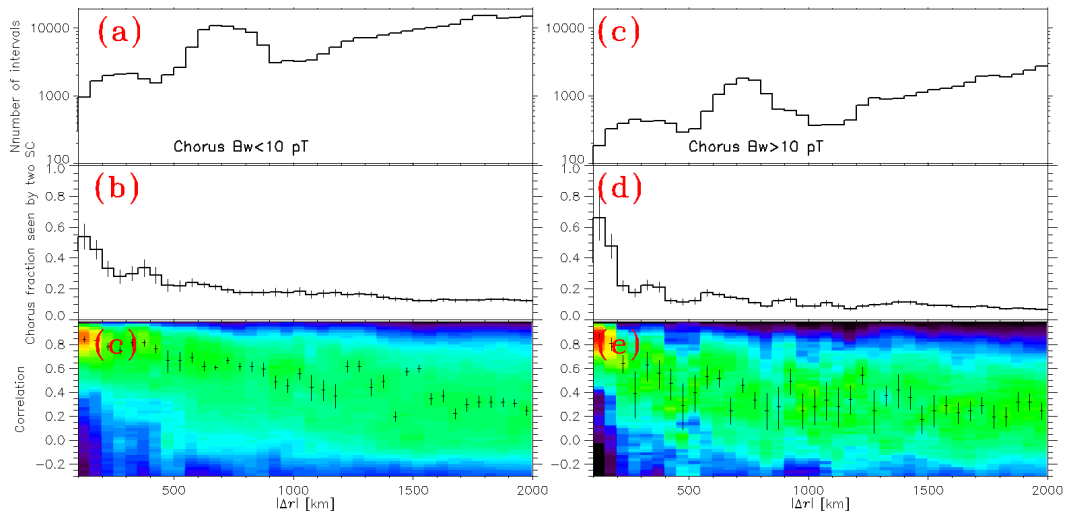 (a)
Nnumber of intervals
10000
1000
100
Chorus Bw<10 pT
(b)
Chorus fraction seen by two SC
1.0
0.8
0.6
0.4
0.2
0.0
(c)
Correlation
0.8
0.6
0.4
0.2
0.0
−0.2
500
1000
1500
2000
|Δr| [km]
(c)
10000
1000
100
Chorus Bw>10 pT
(d)
1.0
0.8
0.6
0.4
0.2
0.0
(e)
0.8
0.6
0.4
0.2
0.0
−0.2
500
1000
1500
2000
|Δr| [km]